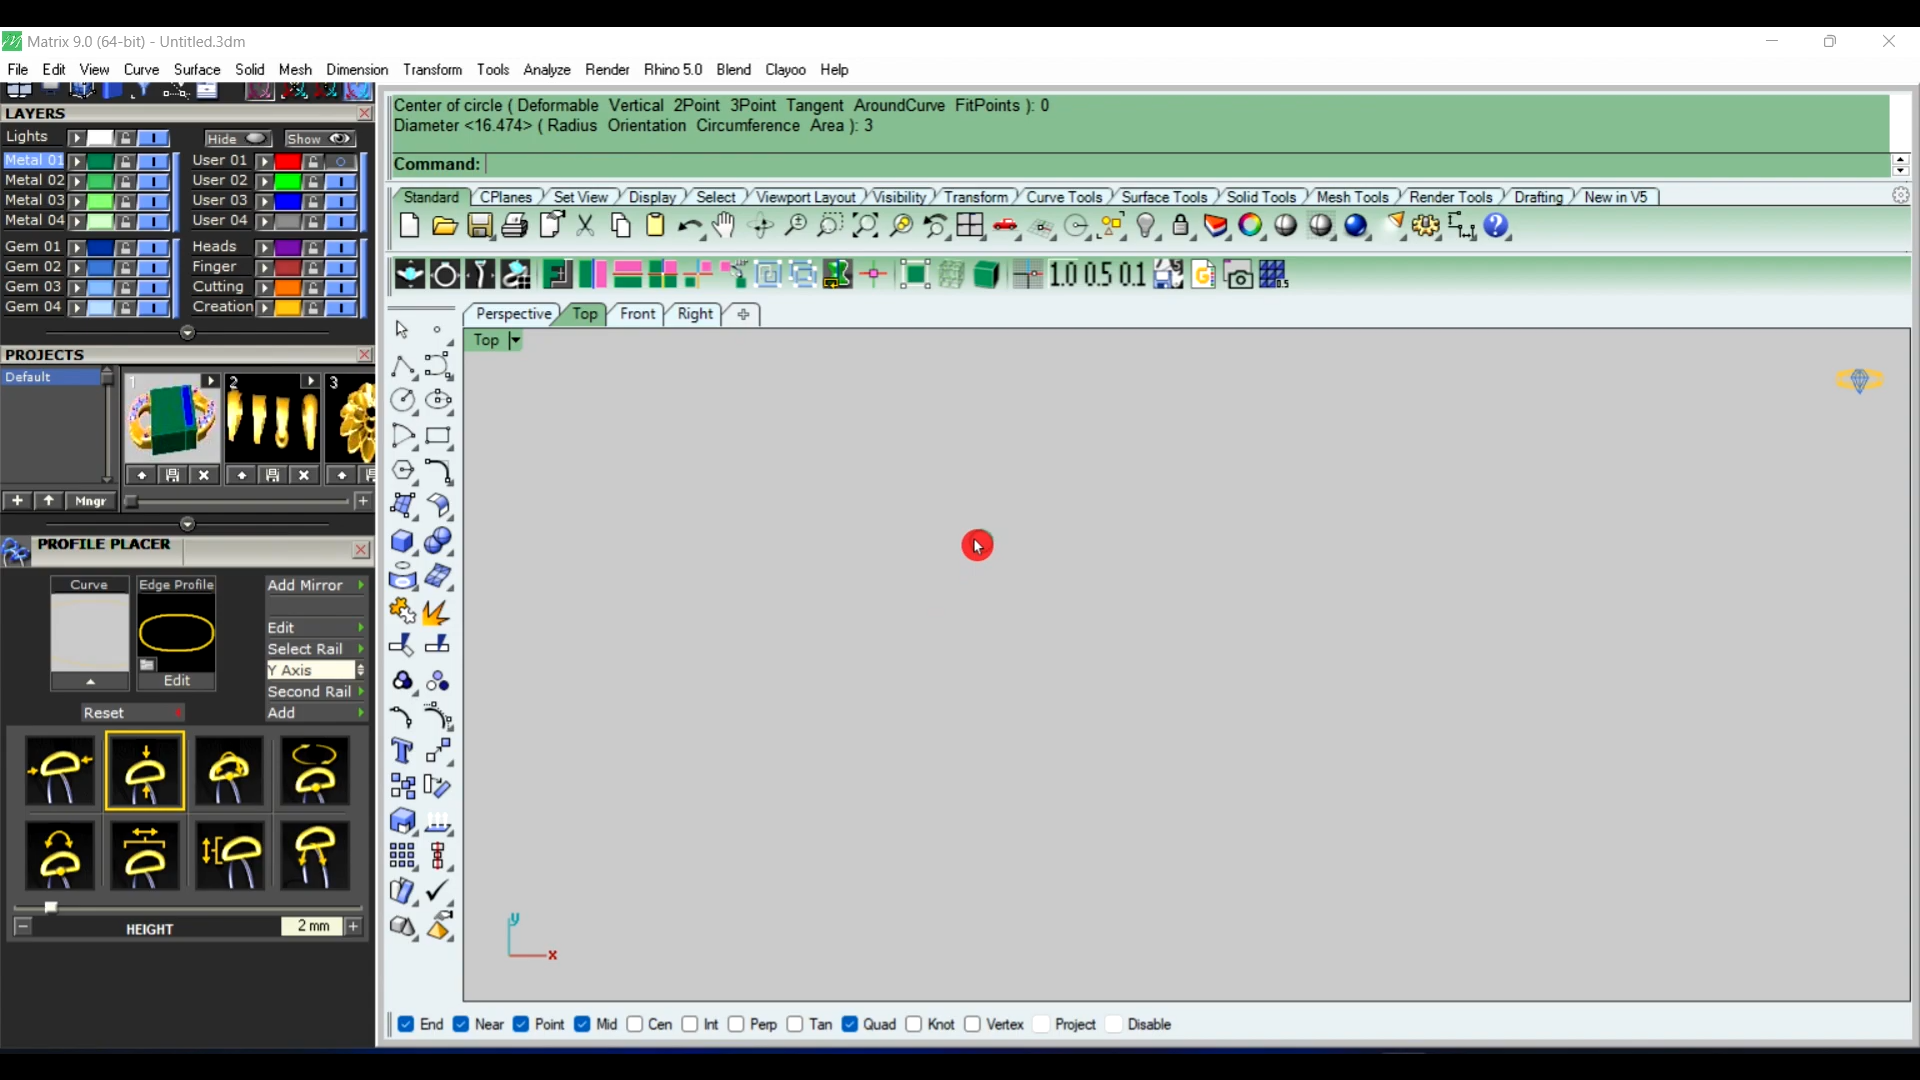 Matrix 9.0 (64-bit) - Untitled.3dm
File Edit View Curve Surface Solid Mesh Dimension Transform Tools Analyze Render Rhino 5.0 Blend Clayoo Help
LAYERS
Lights Hide Show
Metal 01 User 01
Metal 02 User 02
Metal 03 User 03
Metal 04 User 04
Gem 01 Heads
Gem 02 Finger
Gem 03 Cutting
Gem 04 Creation
PROJECTS
Default
1 2 3
Mngr
PROFILE PLACER
Curve Edge Profile Add Mirror
Edit
Select Rail
Y Axis
Edit
Second Rail
Reset Add
HEIGHT 2 mm
Center of circle ( Deformable Vertical 2Point 3Point Tangent AroundCurve FitPoints ): 0
Diameter <16.474> ( Radius Orientation Circumference Area ): 3
Command:
Standard CPlanes Set View Display Select Viewport Layout Visibility Transform Curve Tools Surface Tools Solid Tools Mesh Tools Render Tools Drafting New in V5
1.0 0.5 0.1
Perspective Top Front Right
Top
y
x
End Near Point Mid Cen Int Perp Tan Quad Knot Vertex Project Disable